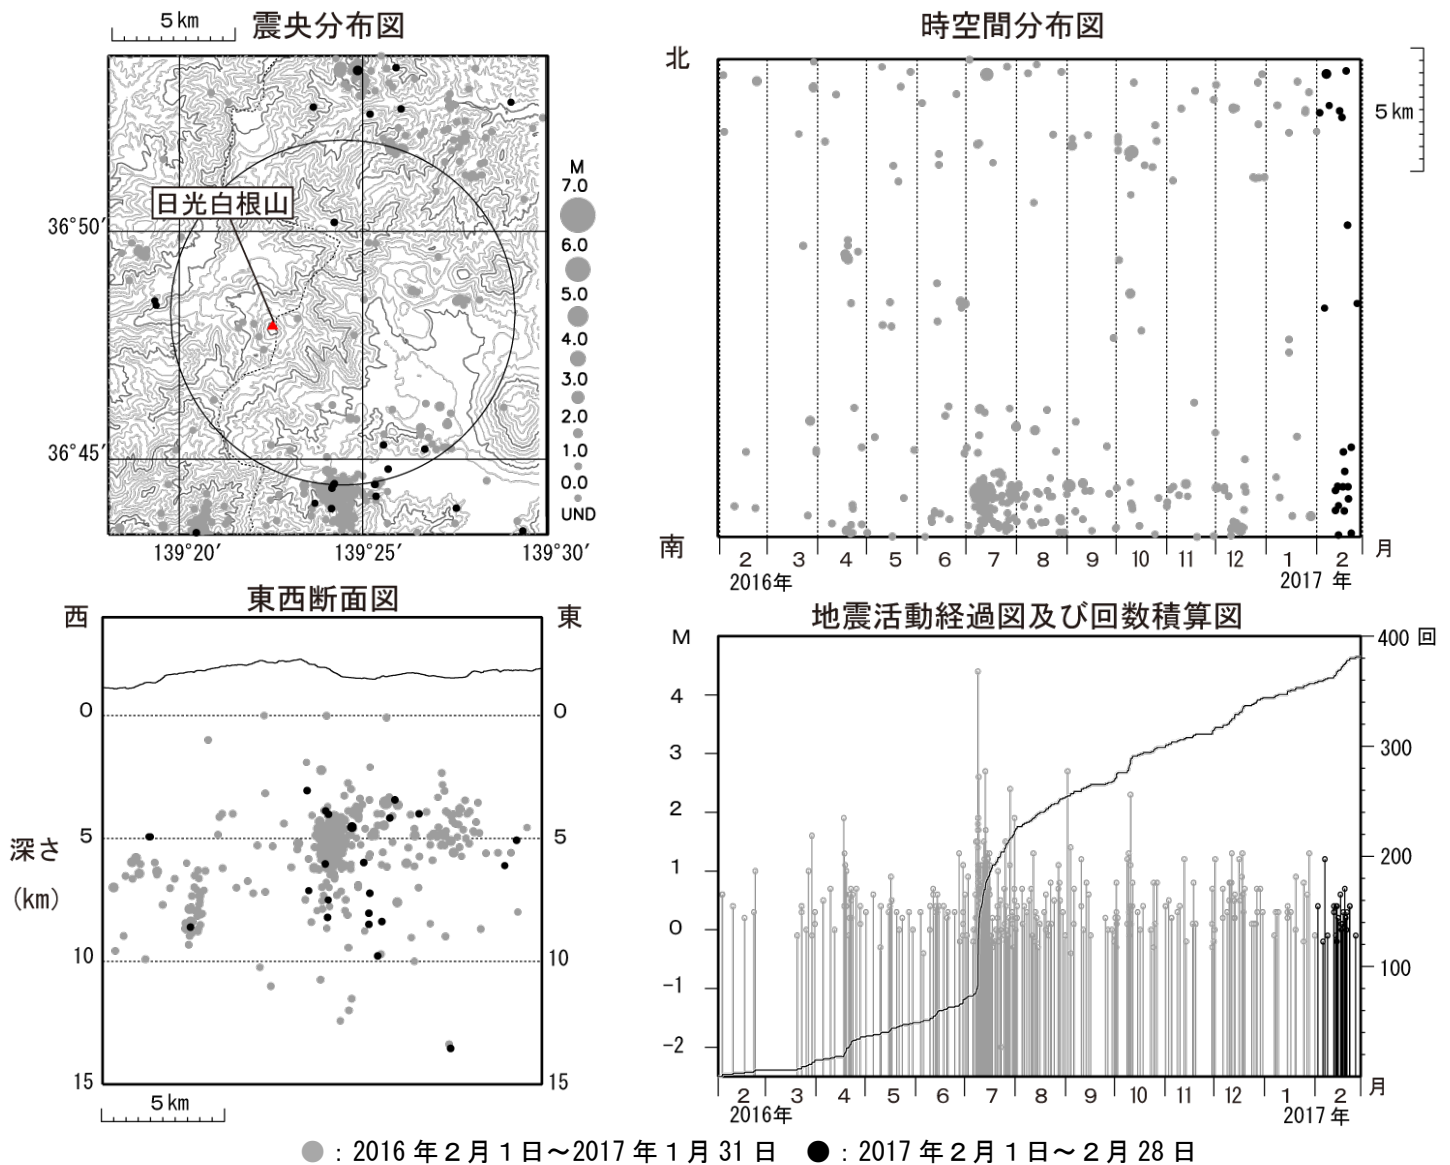 5km
震央分布図
日光白根山
36°50′
36°45′
139°20′
139°25′
139°30′
M
7.0
6.0
5.0
4.0
3.0
2.0
1.0
0.0
UND
時空間分布図
北
南
5km
2 3 4 5 6 7 8 9 10 11 12 1 2 月
2016年 2017 年
東西断面図
西 東
0 0
5 5
10 10
15 15
深さ
(km)
5km
地震活動経過図及び回数積算図
M
4
3
2
1
0
-1
-2
400 回
300
200
100
2 3 4 5 6 7 8 9 10 11 12 1 2 月
2016年 2017 年
：2016 年２月１日～2017 年１月 31 日
：2017 年２月１日～２月 28 日